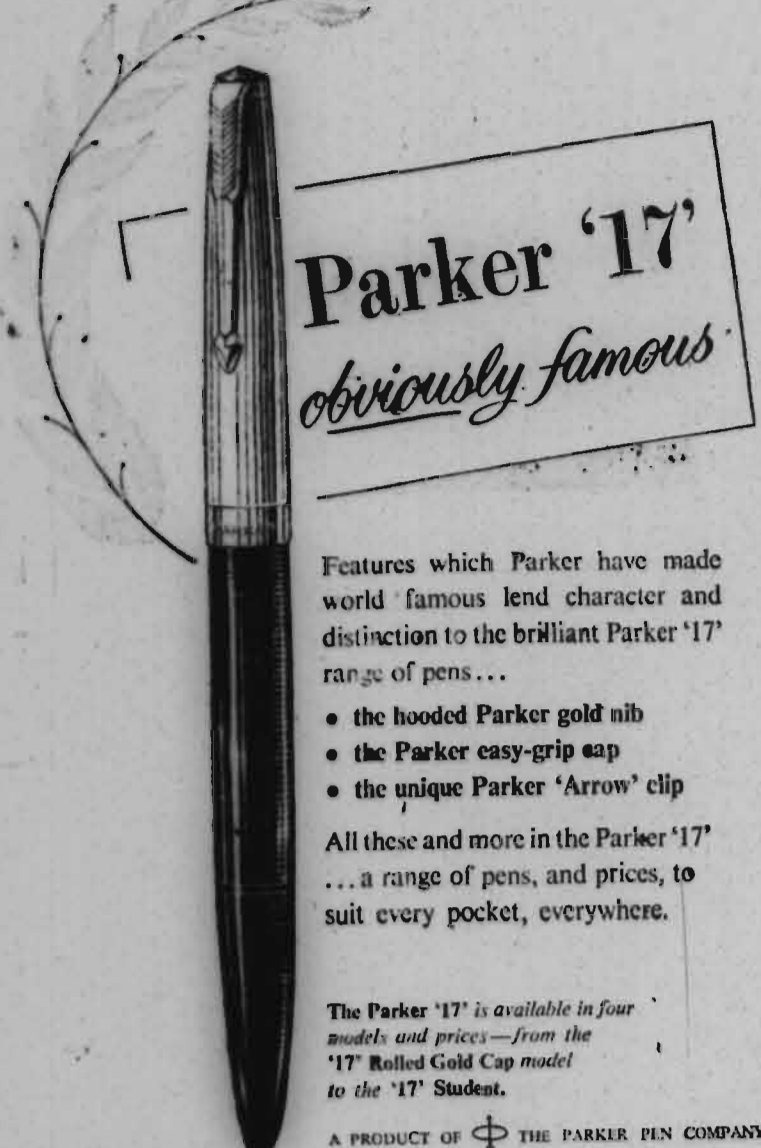 Parker ‘17’
obviously famous
Features which Parker have made
world famous lend character and
distinction to the brilliant Parker ‘17’
range of pens...
• the hooded Parker gold nib
• the Parker easy-grip cap
• the unique Parker ‘Arrow’ clip
All these and more in the Parker ‘17’
...a range of pens, and prices, to
suit every pocket, everywhere.
The Parker ‘17’ is available in four
models and prices—from the
‘17’ Rolled Gold Cap model
to the ‘17’ Student.
A PRODUCT OF THE PARKER PEN COMPANY